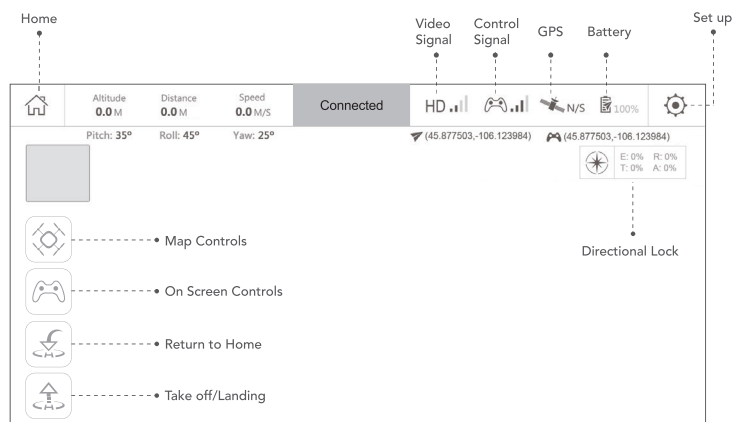 Home
Video Signal
Control Signal
GPS
Battery
Set up
Altitude
0.0 M
Distance
0.0 M
Speed
0.0 M/S
Connected
HD
N/S
100%
Pitch: 35º
Roll: 45º
Yaw: 25º
(45.877503,-106.123984)
(45.877503,-106.123984)
E: 0% R: 0%
T: 0% A: 0%
Directional Lock
Map Controls
On Screen Controls
H
Return to Home
H
Take off/Landing